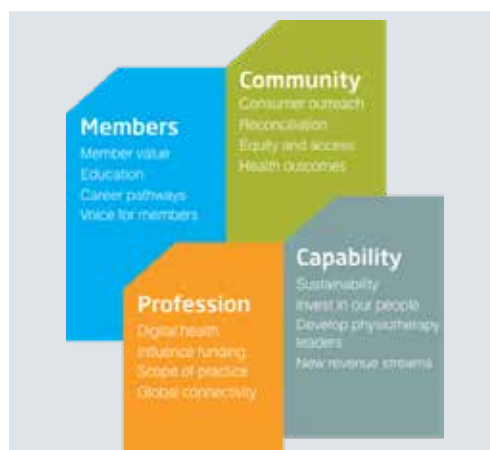 Members
Member value
Education
Career pathways
Voice for members
Community
Consumer outreach
Reconciliation
Equity and access
Health outcomes
Profession
Digital health
Influence funding
Scope of practice
Global connectivity
Capability
Sustainability
Invest in our people
Develop physiotherapy
leaders
New revenue streams